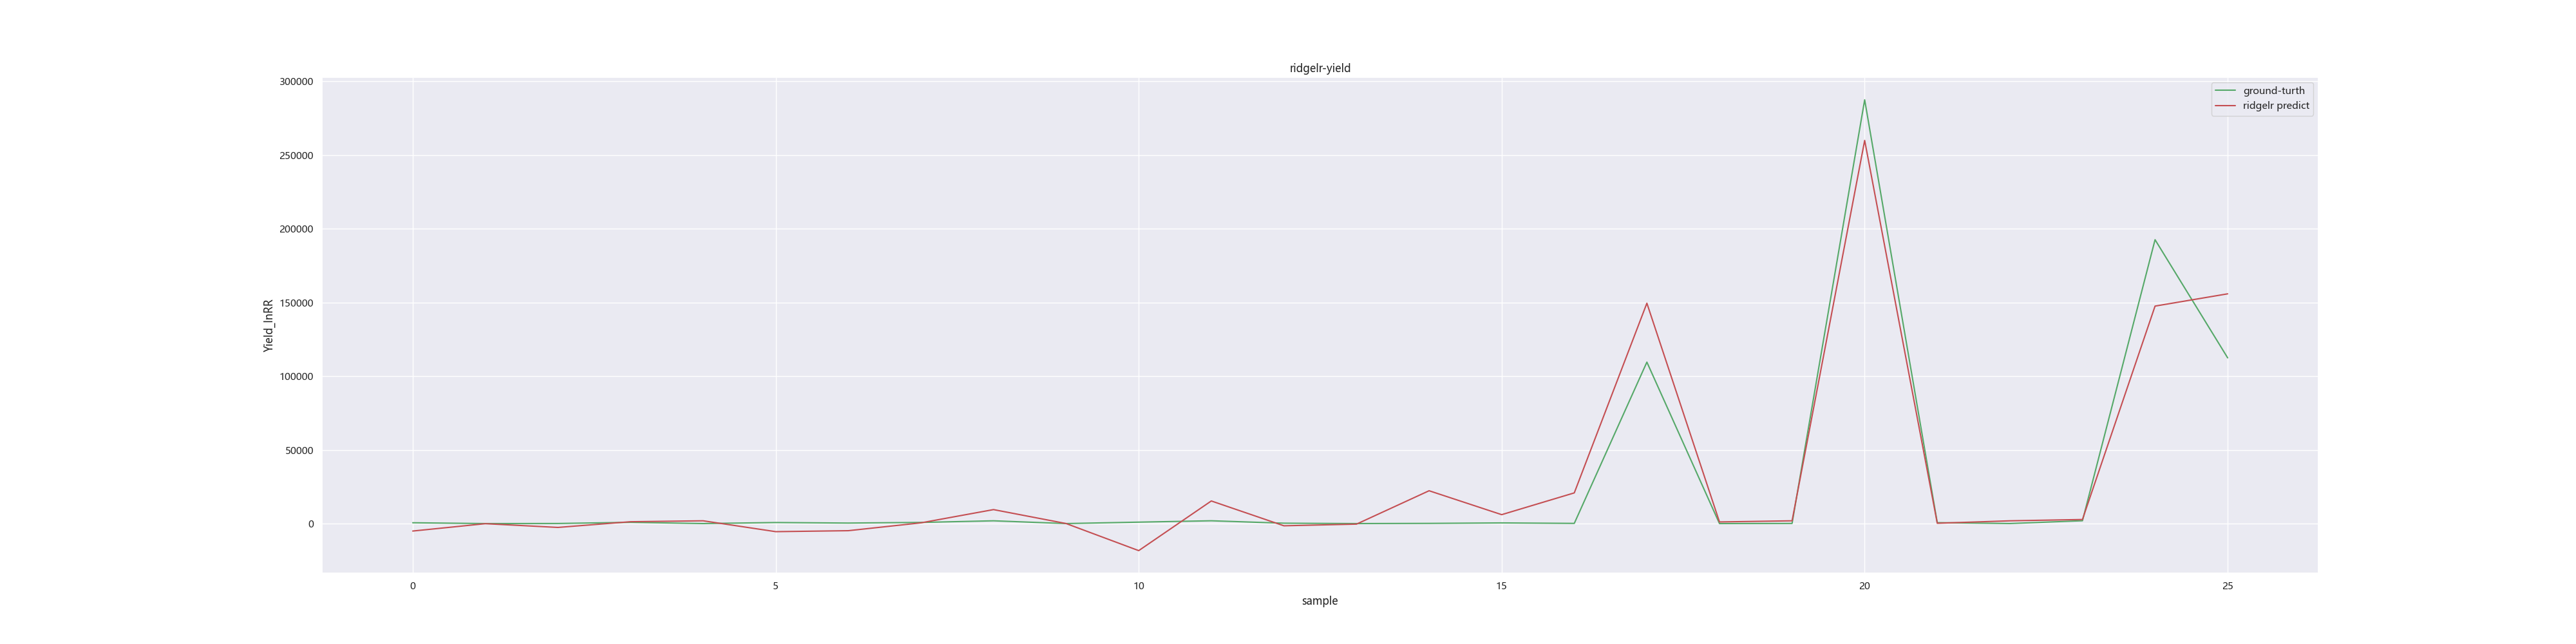 ridgelr-yield
300000
250000
200000
150000
100000
50000
0
Yield_lnRR
ground-turth
ridgelr predict
0 5 10 15 20 25
sample